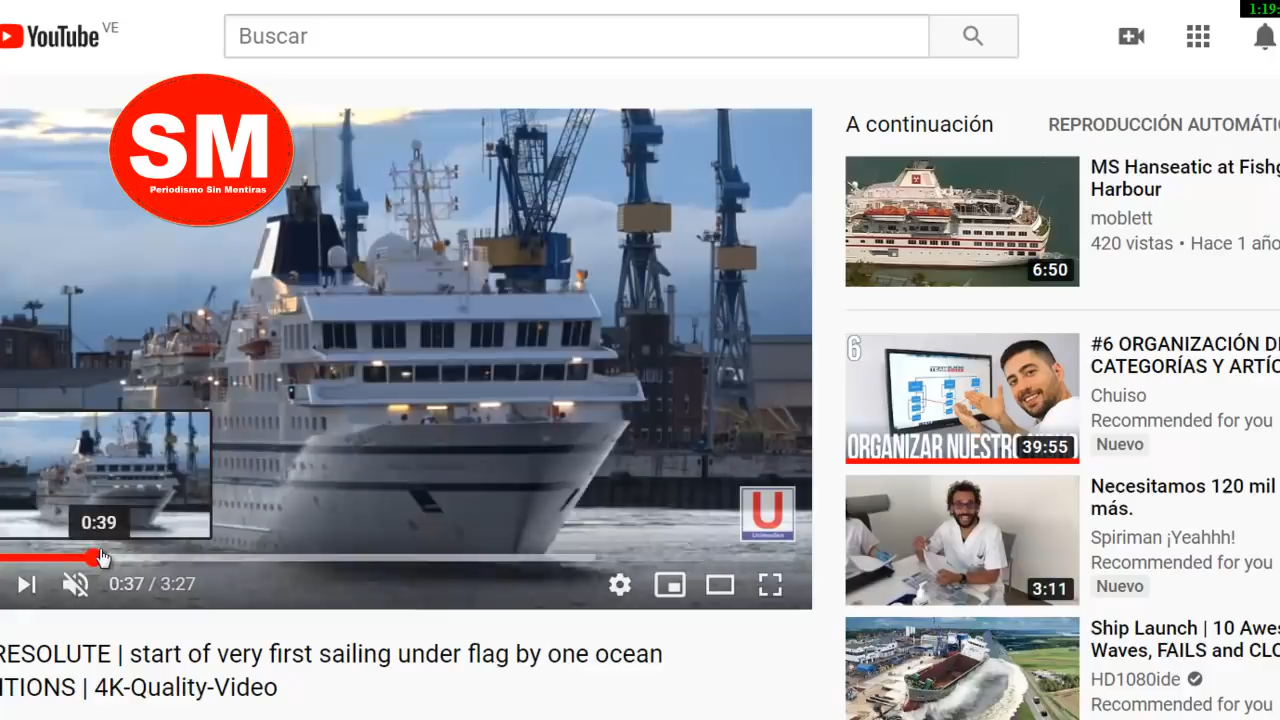 1:19:
YouTube VE
Buscar
SM
Periodismo Sin Mentiras
U
Unimedien
0:39
0:37 / 3:27
RESOLUTE | start of very first sailing under flag by one ocean
ITIONS | 4K-Quality-Video
A continuación
REPRODUCCIÓN AUTOMÁTIC
MS Hanseatic at Fishg
Harbour
moblett
420 vistas • Hace 1 año
6:50
#6 ORGANIZACIÓN DE
CATEGORÍAS Y ARTÍC
Chuiso
Recommended for you
Nuevo
6
ORGANIZAR NUESTRO
39:55
Necesitamos 120 mil
más.
Spiriman ¡Yeahhh!
Recommended for you
Nuevo
3:11
Ship Launch | 10 Awes
Waves, FAILS and CLO
HD1080ide
Recommended for you